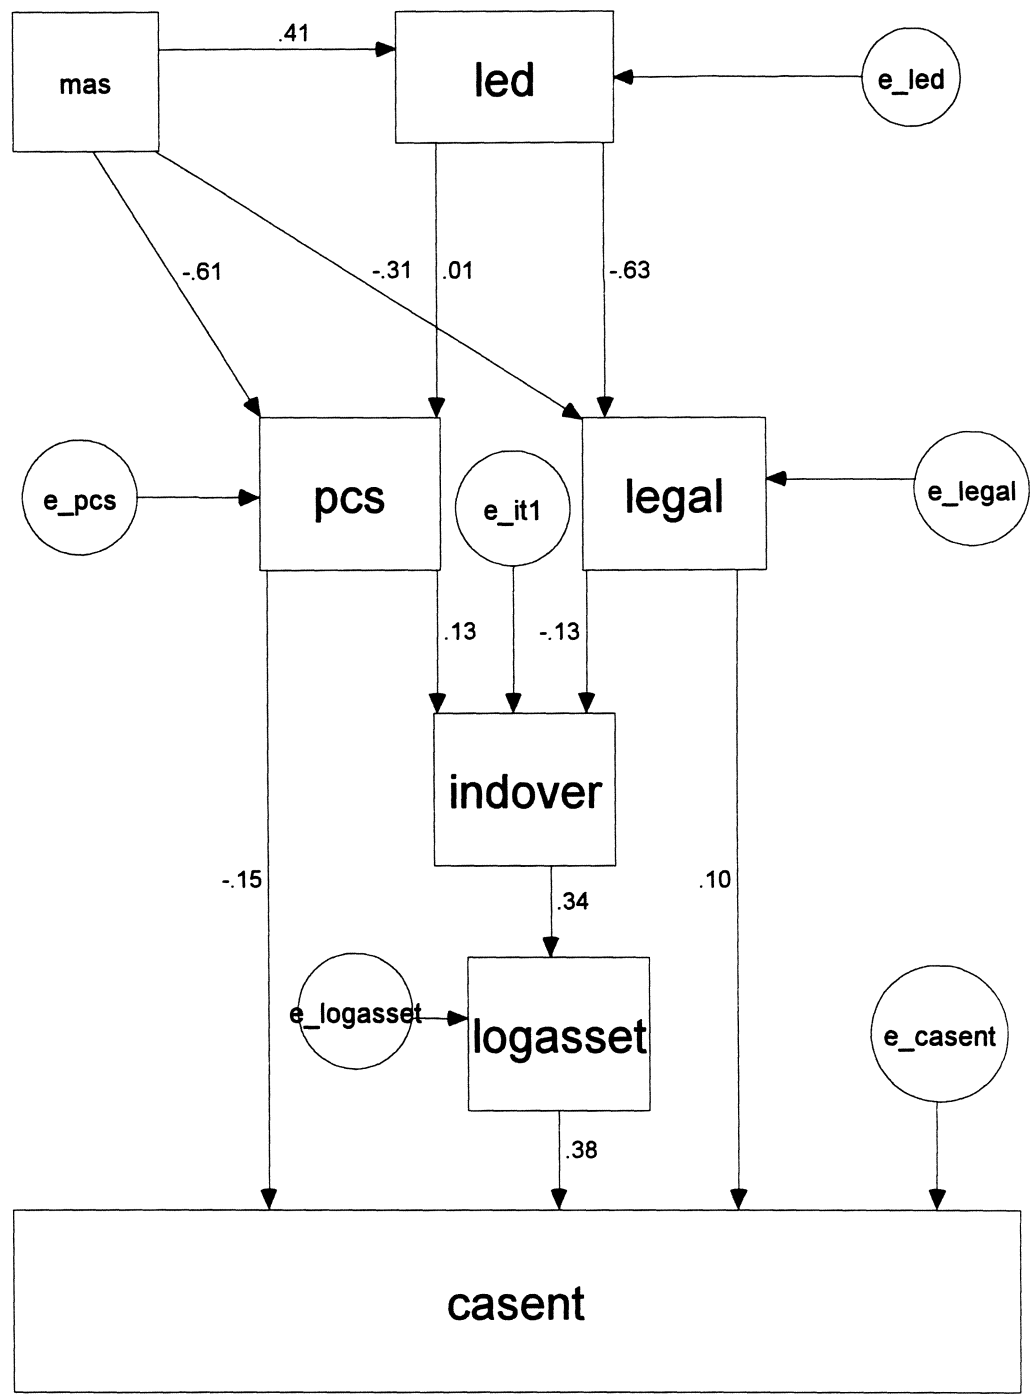 .41
mas
led
e_led
-.61
-.31
.01
-.63
e_pcs
pcs
e_it1
legal
e_legal
.13
-.13
indover
-.15
.34
.10
e_logasset
logasset
e_casent
.38
casent